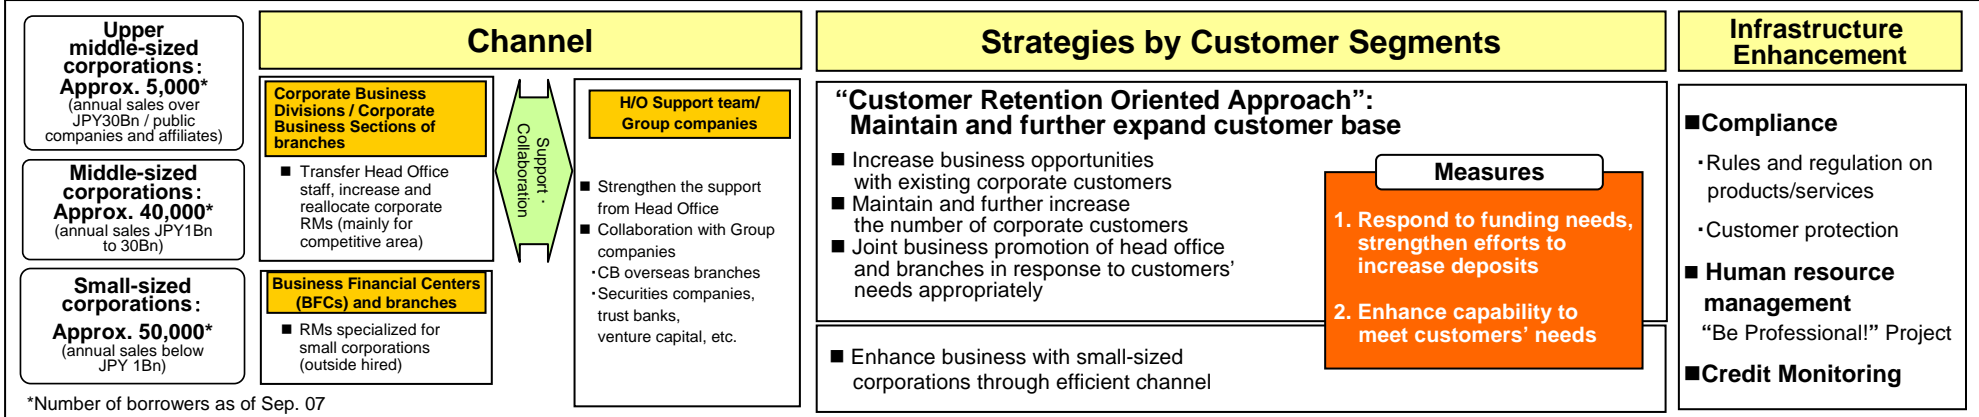 Upper
middle-sized
corporations:
Approx. 5,000*
(annual sales over
JPY30Bn / public
companies and affiliates)
Middle-sized
corporations:
Approx. 40,000*
(annual sales JPY1Bn
to 30Bn)
Small-sized
corporations:
Approx. 50,000*
(annual sales below
JPY 1Bn)
*Number of borrowers as of Sep. 07
Channel
Corporate Business
Divisions / Corporate
Business Sections of
branches
■ Transfer Head Office
staff, increase and
reallocate corporate
RMs (mainly for
competitive area)
Business Financial Centers
(BFCs) and branches
■ RMs specialized for
small corporations
(outside hired)
Support・
Collaboration
H/O Support team/
Group companies
■ Strengthen the support
from Head Office
■ Collaboration with Group
companies
・CB overseas branches
・Securities companies,
trust banks,
venture capital, etc.
Strategies by Customer Segments
“Customer Retention Oriented Approach”:
Maintain and further expand customer base
■ Increase business opportunities
with existing corporate customers
■ Maintain and further increase
the number of corporate customers
■ Joint business promotion of head office
and branches in response to customers’
needs appropriately
Measures
1. Respond to funding needs,
strengthen efforts to
increase deposits
2. Enhance capability to
meet customers’ needs
■ Enhance business with small-sized
corporations through efficient channel
Infrastructure
Enhancement
■Compliance
・Rules and regulation on
products/services
・Customer protection
■ Human resource
management
“Be Professional!” Project
■Credit Monitoring